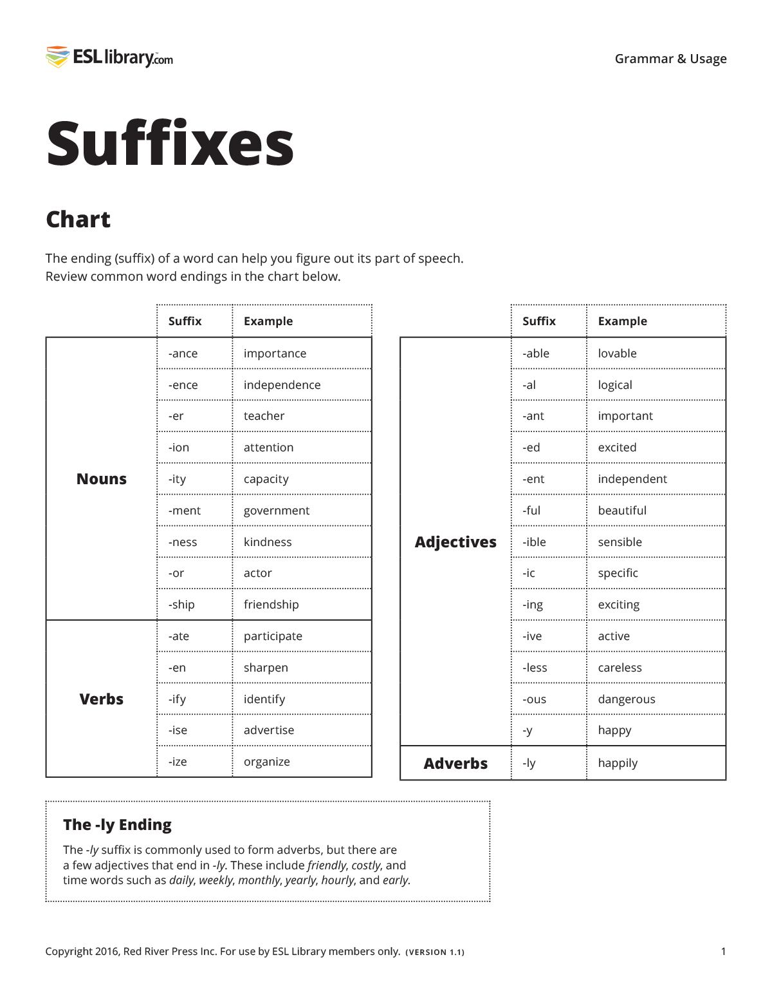 ESLlibrary.com™
Grammar & Usage
Suffixes
Chart
The ending (suffix) of a word can help you figure out its part of speech.
Review common word endings in the chart below.
Suffix Example
Nouns
-ance importance
-ence independence
-er teacher
-ion attention
-ity capacity
-ment government
-ness kindness
-or actor
-ship friendship
Verbs
-ate participate
-en sharpen
-ify identify
-ise advertise
-ize organize
Suffix Example
Adjectives
-able lovable
-al logical
-ant important
-ed excited
-ent independent
-ful beautiful
-ible sensible
-ic specific
-ing exciting
-ive active
-less careless
-ous dangerous
-y happy
Adverbs -ly happily
The -ly Ending
The -ly suffix is commonly used to form adverbs, but there are
a few adjectives that end in -ly. These include friendly, costly, and
time words such as daily, weekly, monthly, yearly, hourly, and early.
Copyright 2016, Red River Press Inc. For use by ESL Library members only. (VERSION 1.1)
1